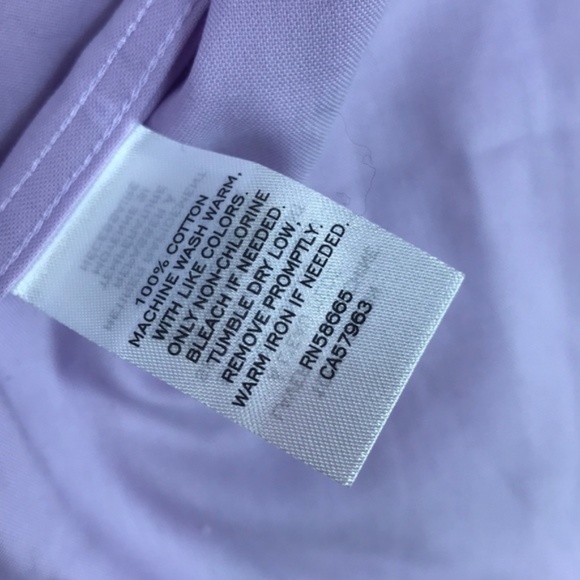 100% COTTON
MACHINE WASH WARM,
WITH LIKE COLORS.
ONLY NON-CHLORINE
BLEACH IF NEEDED.
TUMBLE DRY LOW,
REMOVE PROMPTLY.
WARM IRON IF NEEDED.
RN58665
CA57963